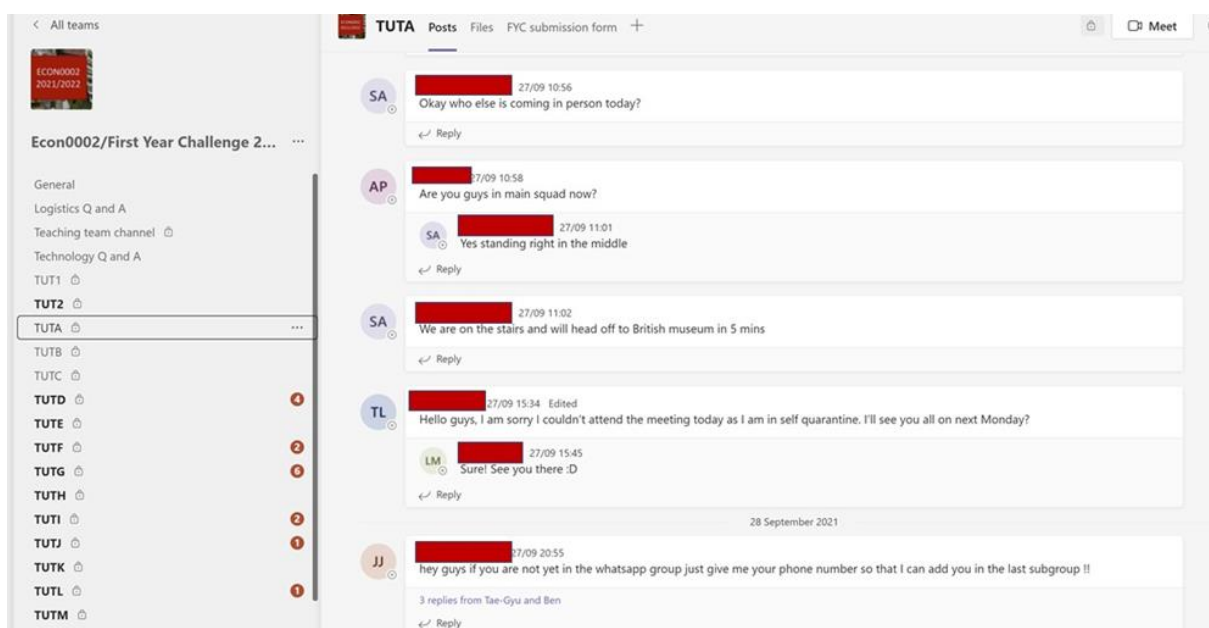 < All teams
ECON0002
2021/2022
Econ0002/First Year Challenge 2... ...
General
Logistics Q and A
Teaching team channel
Technology Q and A
TUT1
TUT2
TUTA ...
TUTB
TUTC
TUTD 4
TUTE
TUTF 2
TUTG 6
TUTH
TUTI 2
TUTJ 1
TUTK
TUTL 1
TUTM
TUTA Posts Files FYC submission form +
Meet
SA
27/09 10:56
Okay who else is coming in person today?
Reply
AP
27/09 10:58
Are you guys in main squad now?
SA
27/09 11:01
Yes standing right in the middle
Reply
SA
27/09 11:02
We are on the stairs and will head off to British museum in 5 mins
Reply
TL
27/09 15:34 Edited
Hello guys, I am sorry I couldn't attend the meeting today as I am in self quarantine. I'll see you all on next Monday?
LM
27/09 15:45
Sure! See you there :D
Reply
28 September 2021
JJ
27/09 20:55
hey guys if you are not yet in the whatsapp group just give me your phone number so that I can add you in the last subgroup !!
3 replies from Tae-Gyu and Ben
Reply